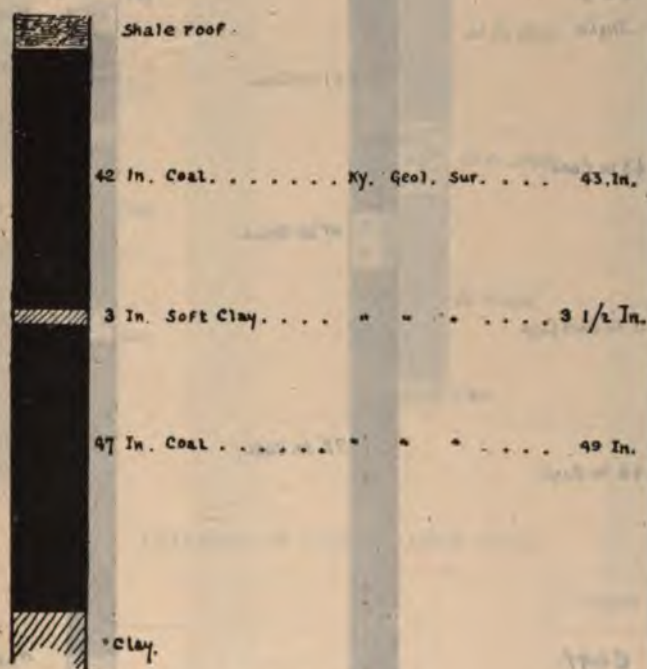 Shale roof.
42 In. Coal. . . . . . . Ky. Geol. Sur. . . . . 43.In.
3 In. Soft Clay. . . . . " " " . . . . 3 1/2 In.
47 In. Coal . . . . . . " " " . . . . 49 In.
Clay.